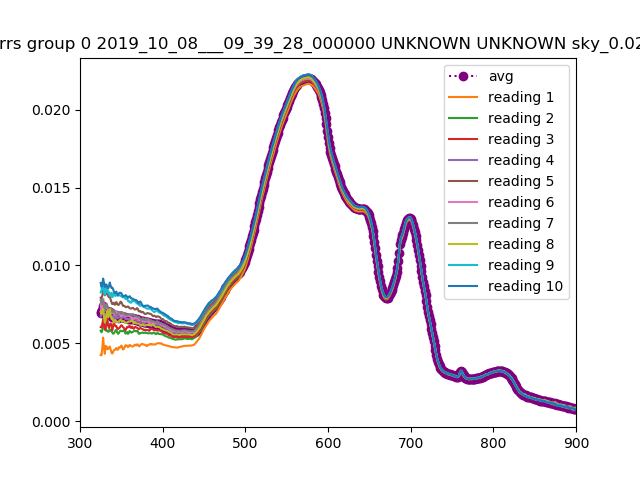 rrs group 0 2019_10_08___09_39_28_000000 UNKNOWN UNKNOWN sky_0.02
avg
reading 1
reading 2
reading 3
reading 4
reading 5
reading 6
reading 7
reading 8
reading 9
reading 10
0.020
0.015
0.010
0.005
0.000
300 400 500 600 700 800 900